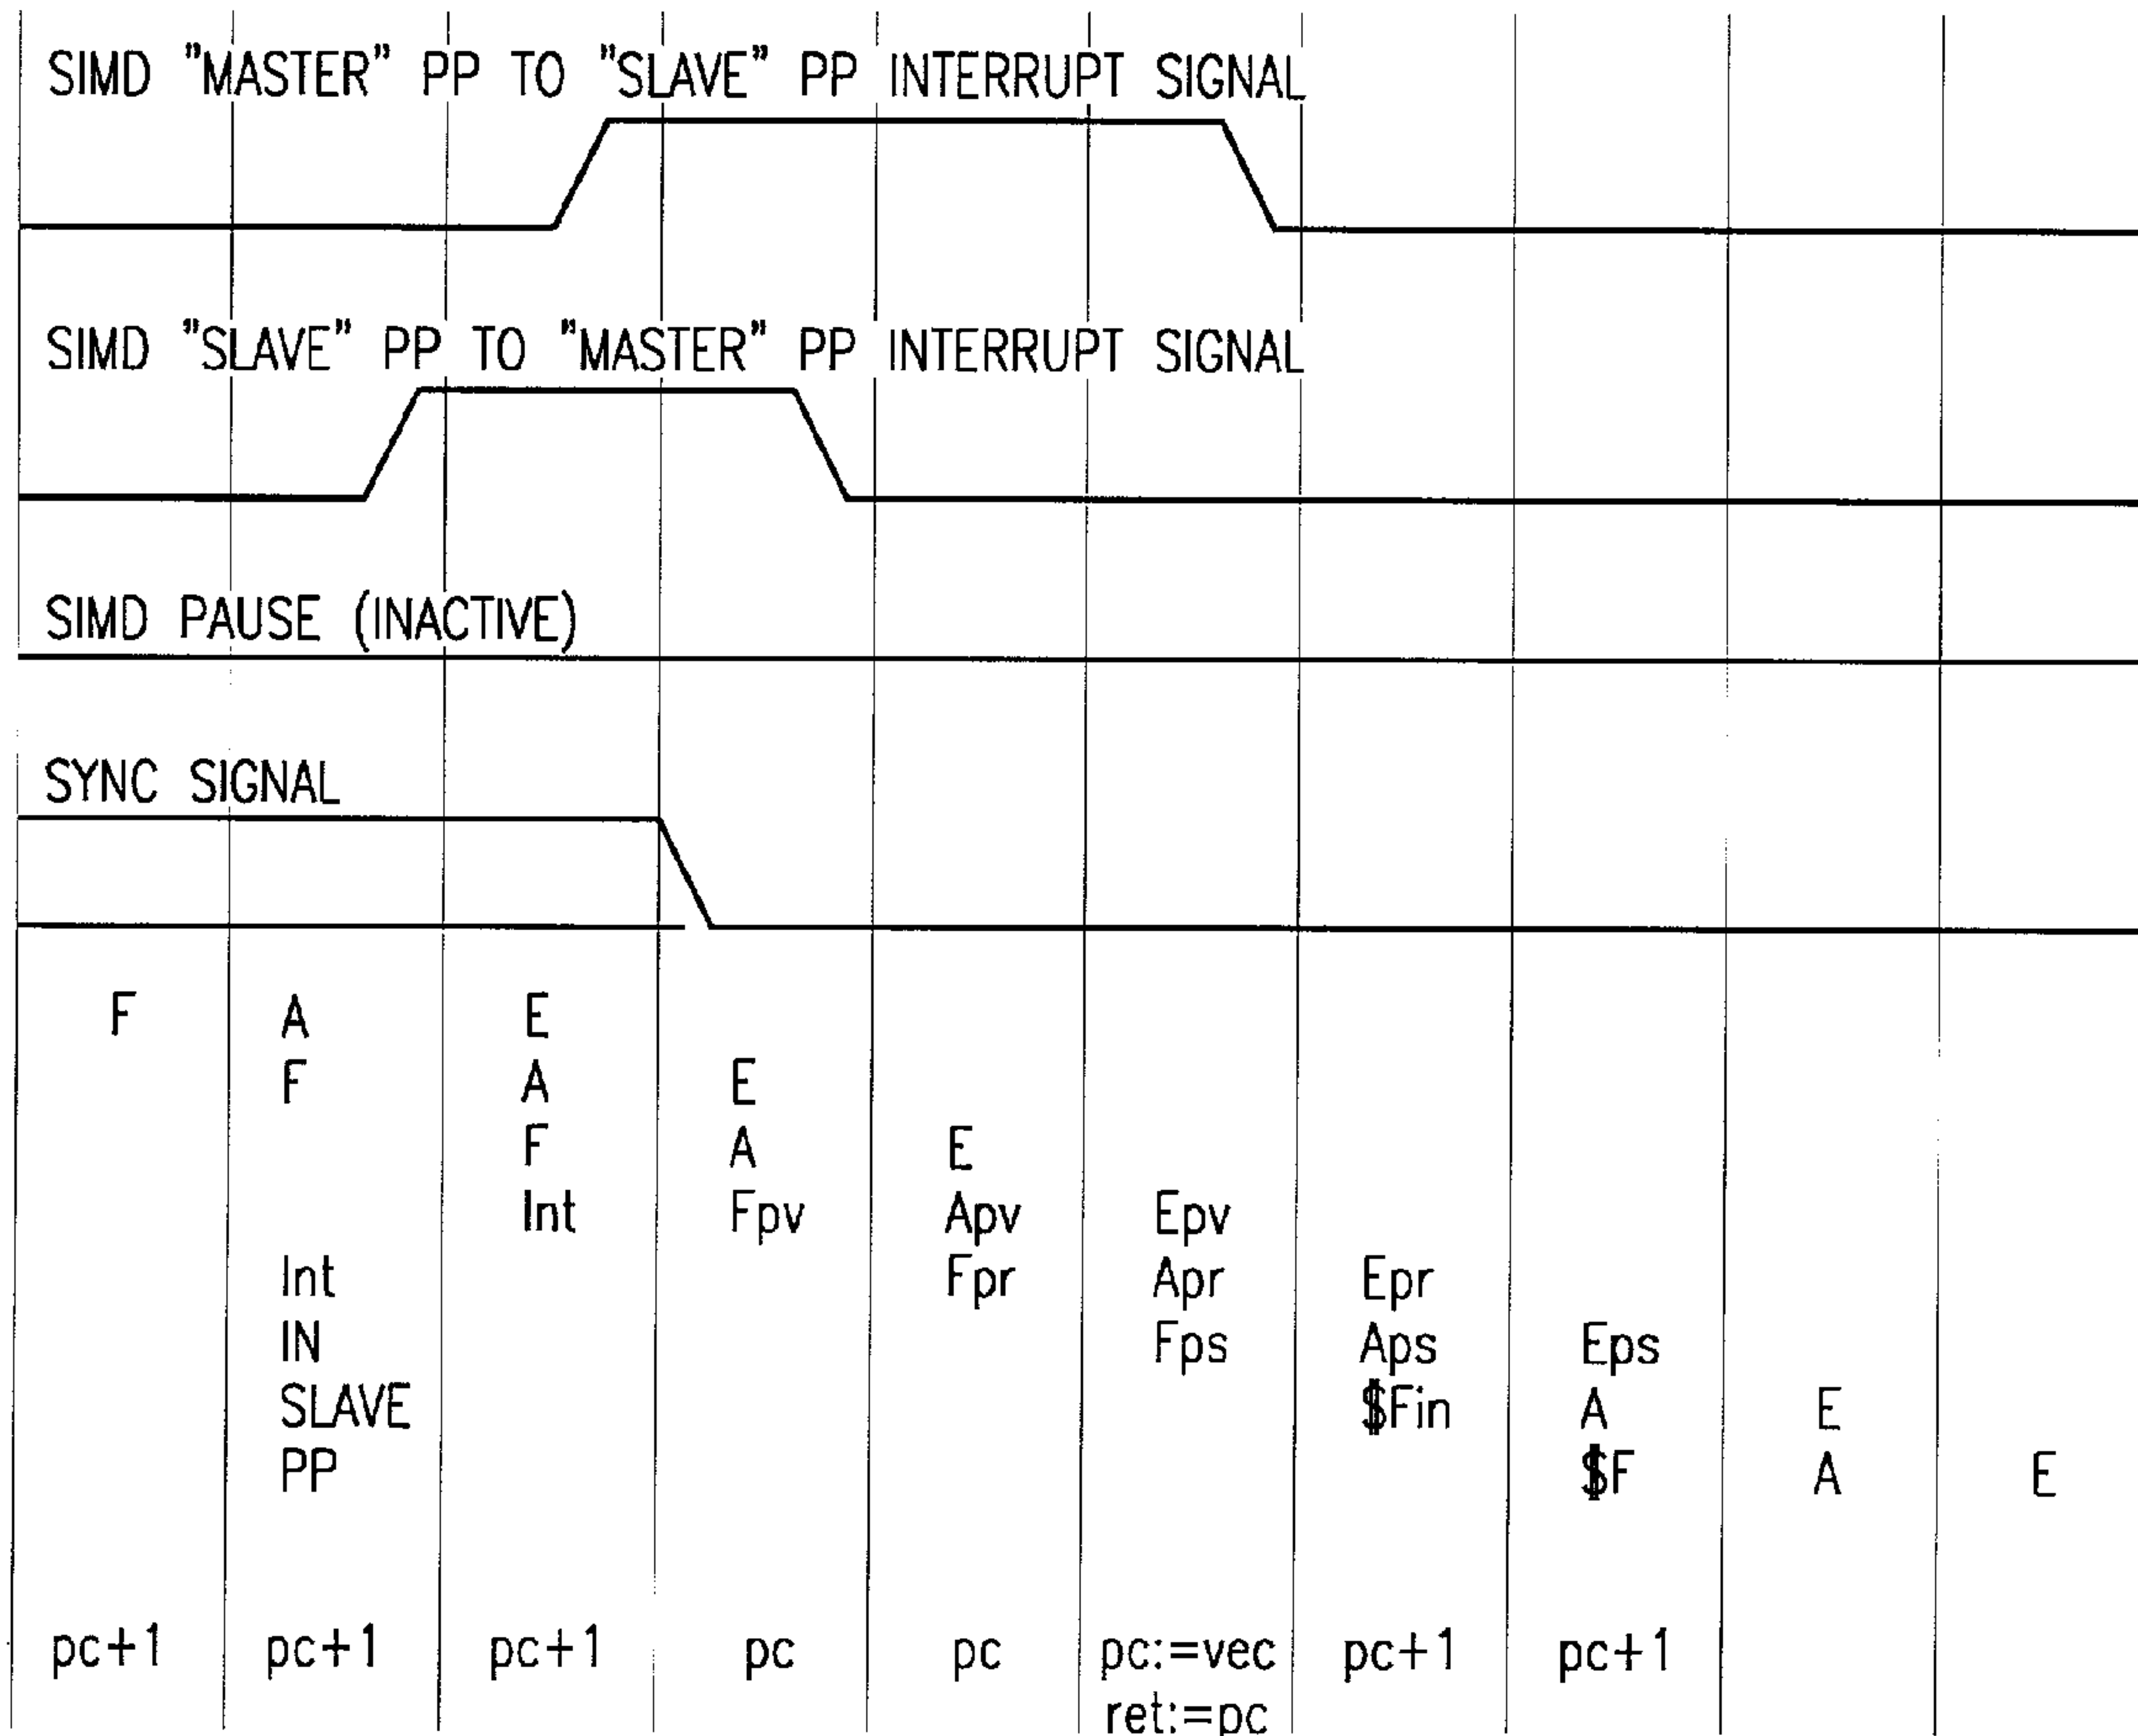 SIMD "MASTER" PP TO "SLAVE" PP INTERRUPT SIGNAL
SIMD "SLAVE" PP TO "MASTER" PP INTERRUPT SIGNAL
SIMD PAUSE (INACTIVE)
SYNC SIGNAL
F A E
F A E
F A E
Int Fpv Apv Epv
Int Fpr Apr Epr
IN Fps Aps Eps
SLAVE $Fin A E
PP $F A E
pc+1 pc+1 pc+1 pc pc pc:=vec pc+1 pc+1
ret:=pc